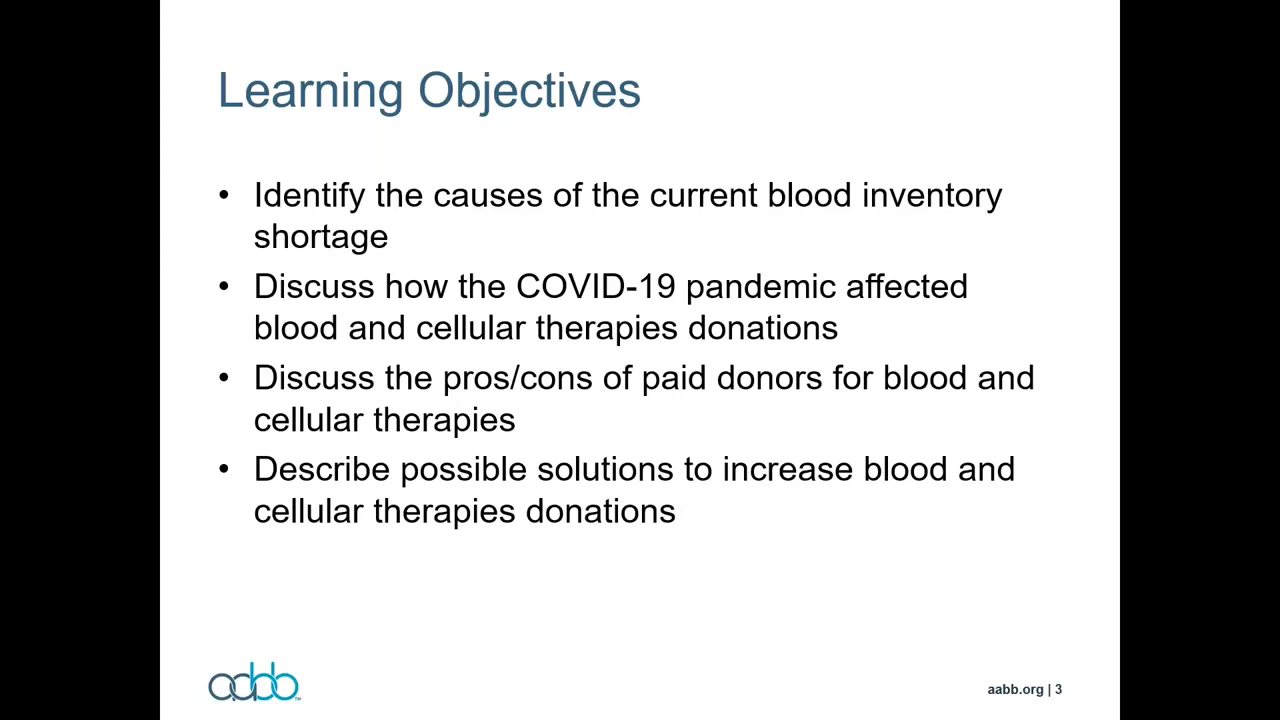 Learning Objectives
• Identify the causes of the current blood inventory
shortage
• Discuss how the COVID-19 pandemic affected
blood and cellular therapies donations
• Discuss the pros/cons of paid donors for blood and
cellular therapies
• Describe possible solutions to increase blood and
cellular therapies donations
aabb™
aabb.org | 3